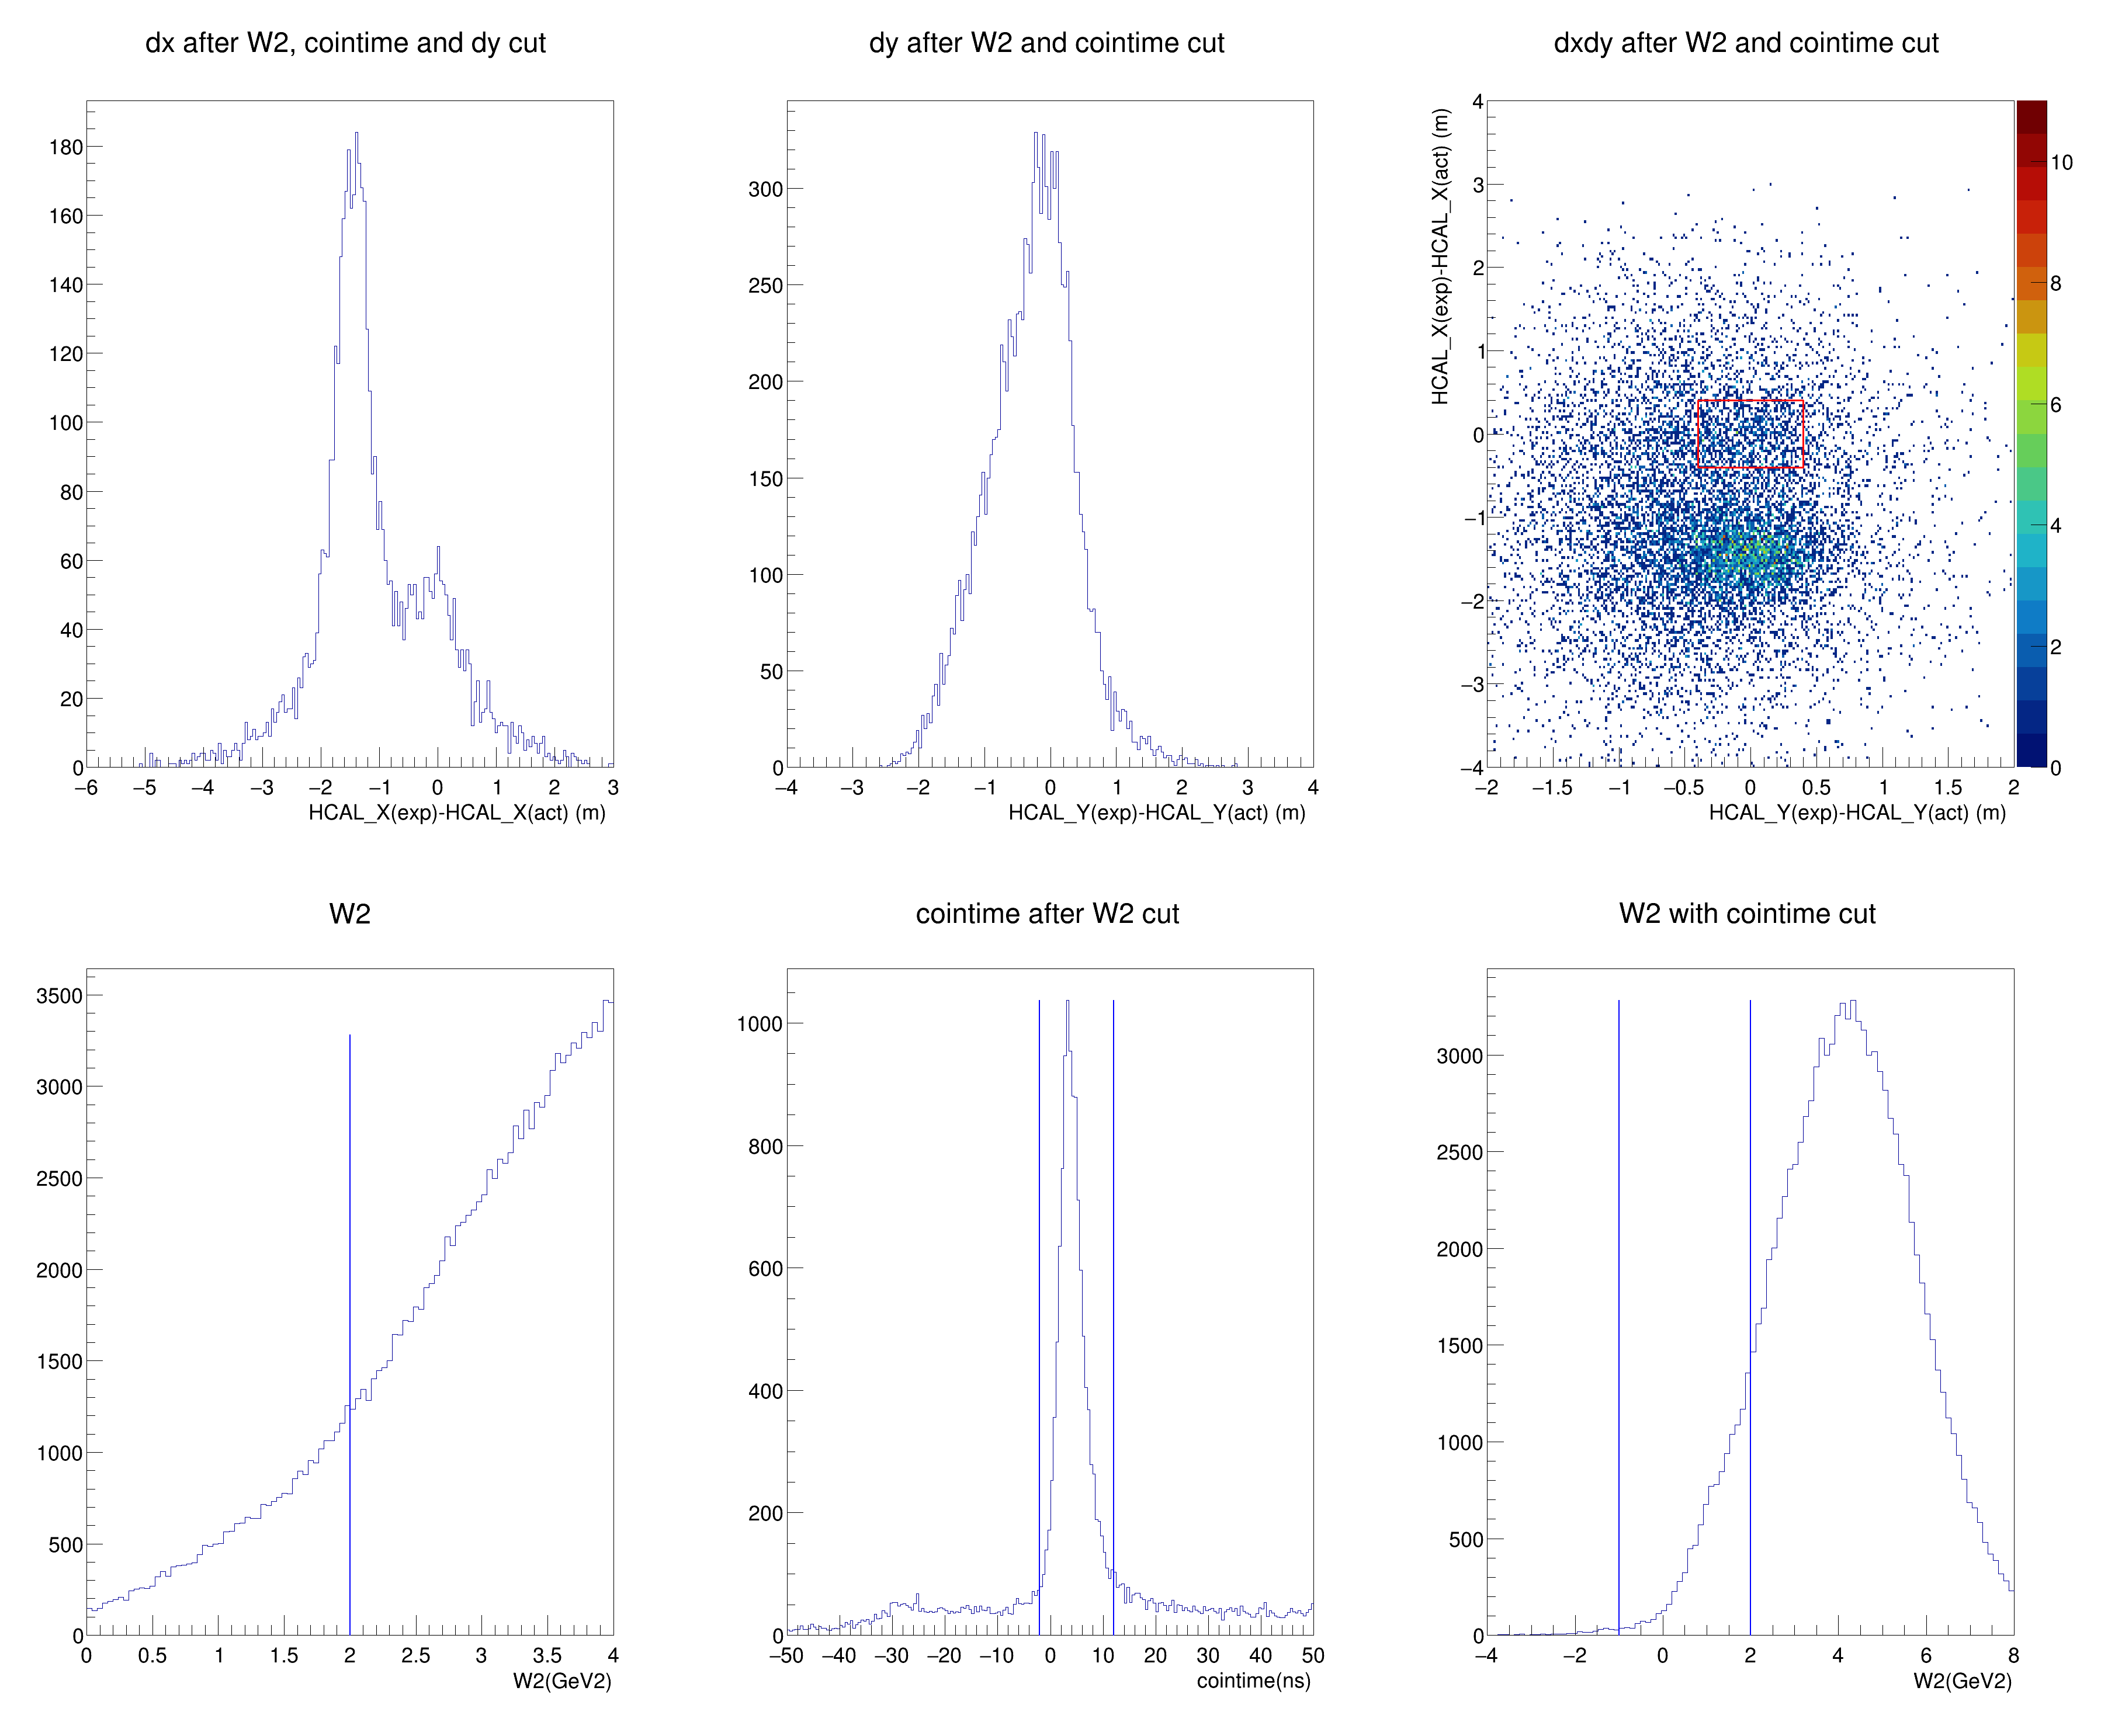 dx after W2, cointime and dy cut
180
160
140
120
100
80
60
40
20
0
−6 −5 −4 −3 −2 −1 0 1 2 3
HCAL_X(exp)-HCAL_X(act) (m)
dy after W2 and cointime cut
300
250
200
150
100
50
0
−4 −3 −2 −1 0 1 2 3 4
HCAL_Y(exp)-HCAL_Y(act) (m)
dxdy after W2 and cointime cut
HCAL_X(exp)-HCAL_X(act) (m)
4
3
2
1
0
−1
−2
−3
−4
−2 −1.5 −1 −0.5 0 0.5 1 1.5 2
HCAL_Y(exp)-HCAL_Y(act) (m)
10
8
6
4
2
0
W2
3500
3000
2500
2000
1500
1000
500
0
0 0.5 1 1.5 2 2.5 3 3.5 4
W2(GeV2)
cointime after W2 cut
1000
800
600
400
200
0
−50 −40 −30 −20 −10 0 10 20 30 40 50
cointime(ns)
W2 with cointime cut
3000
2500
2000
1500
1000
500
0
−4 −2 0 2 4 6 8
W2(GeV2)